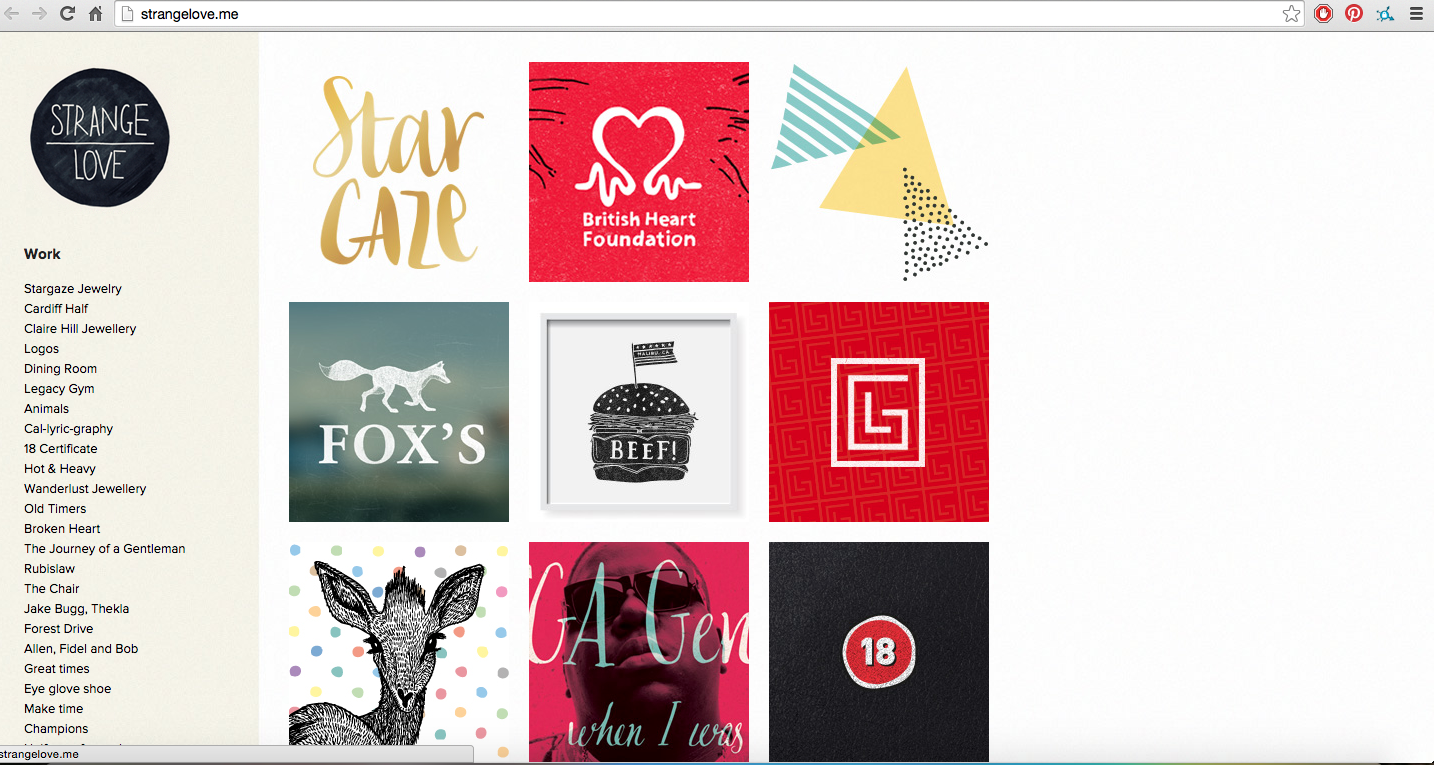 strangelove.me
STRANGE
LOVE
Work
Stargaze Jewelry
Cardiff Half
Claire Hill Jewellery
Logos
Dining Room
Legacy Gym
Animals
Cal-lyric-graphy
18 Certificate
Hot & Heavy
Wanderlust Jewellery
Old Timers
Broken Heart
The Journey of a Gentleman
Rubislaw
The Chair
Jake Bugg, Thekla
Forest Drive
Allen, Fidel and Bob
Great times
Eye glove shoe
Make time
Champions
strangelove.me
Star
GAZE
British Heart
Foundation
FOX'S
MALIBU, CA
BEEF!
LG
CA Gen
when I was
18